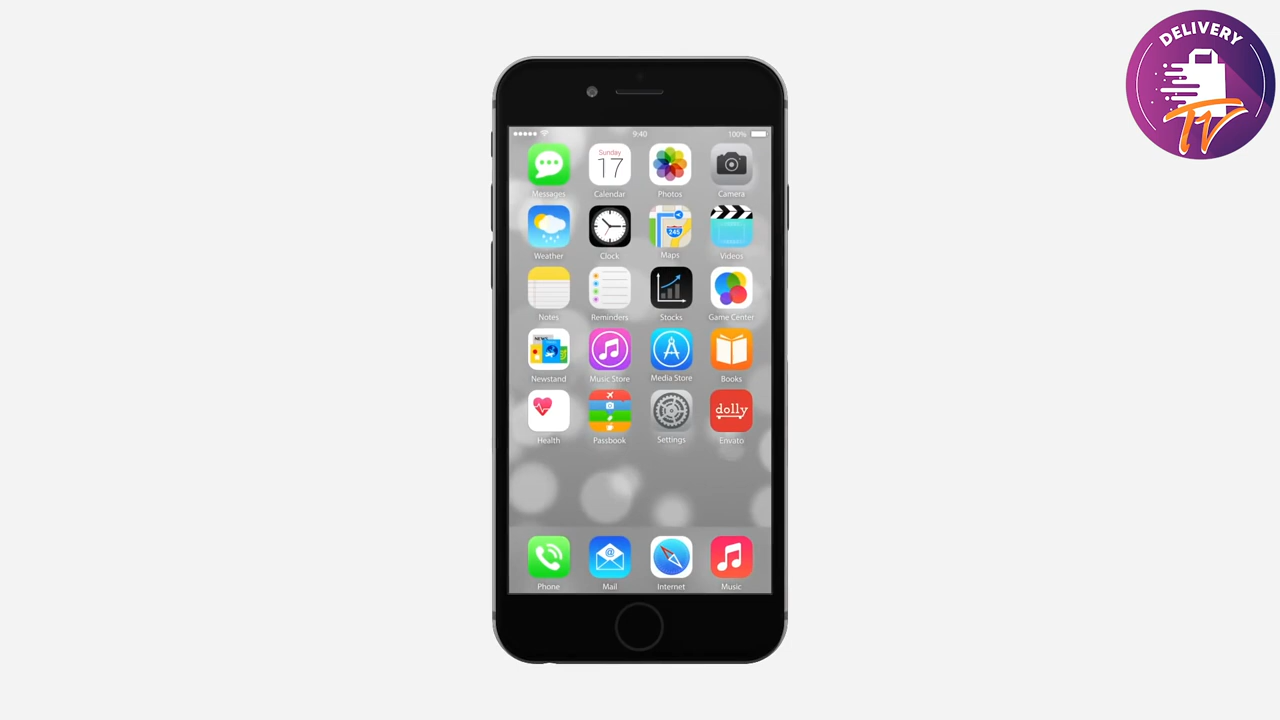 DELIVERY
TV
9:40
100%
Sunday
17
Messages
Calendar
Photos
Camera
245
Weather
Clock
Maps
Videos
Notes
Reminders
Stocks
Game Center
NEWS
Newstand
Music Store
Media Store
Books
dolly
Health
Passbook
Settings
Envato
@
Phone
Mail
Internet
Music